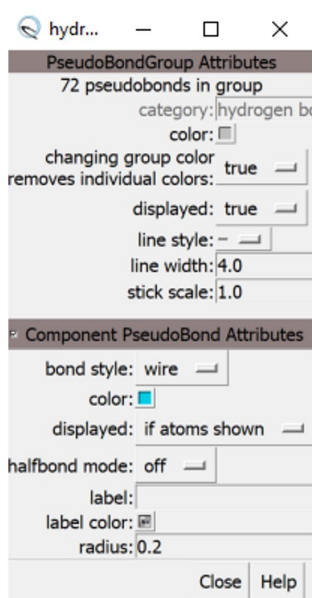 hydr...
PseudoBondGroup Attributes
72 pseudobonds in group
category: hydrogen bo
color:
changing group color
removes individual colors: true
displayed: true
line style: -
line width: 4.0
stick scale: 1.0
Component PseudoBond Attributes
bond style: wire
color:
displayed: if atoms shown
halfbond mode: off
label:
label color:
radius: 0.2
Close Help